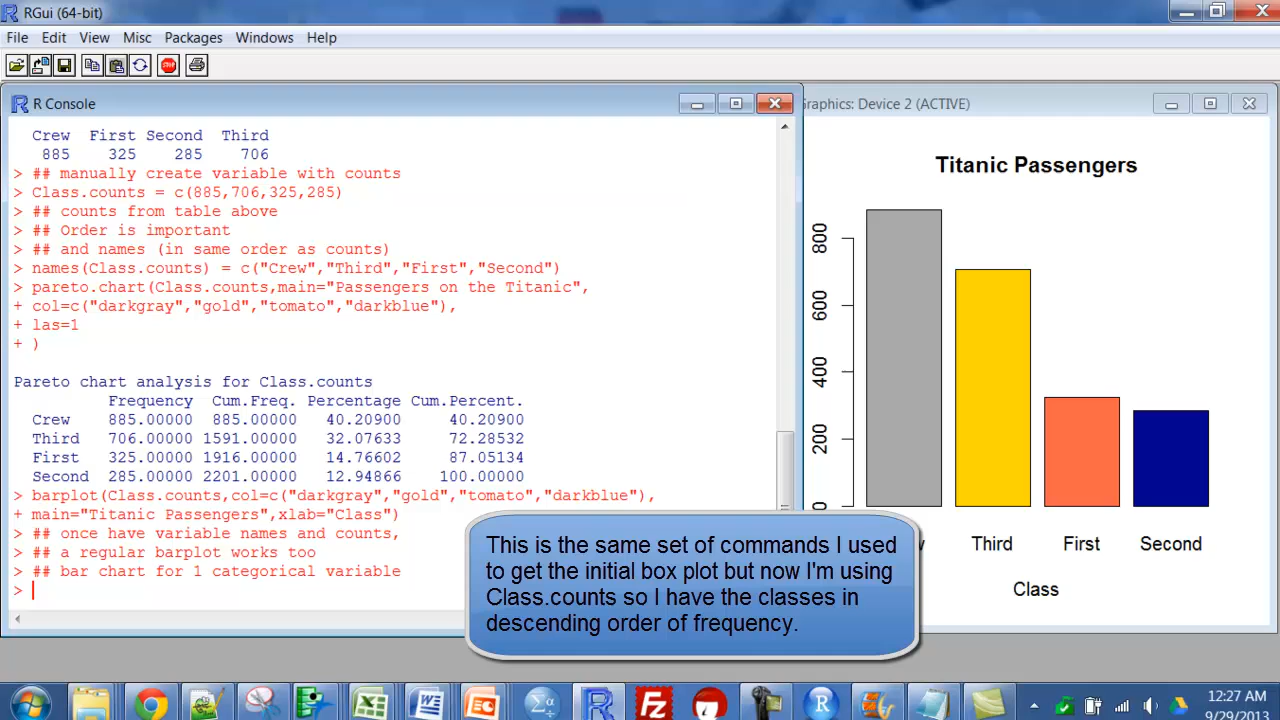 RGui (64-bit)
File Edit View Misc Packages Windows Help
R Console
Crew First Second Third
885 325 285 706
> ## manually create variable with counts
> Class.counts = c(885,706,325,285)
> ## counts from table above
> ## Order is important
> ## and names (in same order as counts)
> names(Class.counts) = c("Crew","Third","First","Second")
> pareto.chart(Class.counts,main="Passengers on the Titanic",
+ col=c("darkgray","gold","tomato","darkblue"),
+ las=1
+ )
Pareto chart analysis for Class.counts
Frequency Cum.Freq. Percentage Cum.Percent.
Crew 885.00000 885.00000 40.20900 40.20900
Third 706.00000 1591.00000 32.07633 72.28532
First 325.00000 1916.00000 14.76602 87.05134
Second 285.00000 2201.00000 12.94866 100.00000
> barplot(Class.counts,col=c("darkgray","gold","tomato","darkblue"),
+ main="Titanic Passengers",xlab="Class")
> ## once have variable names and counts,
> ## a regular barplot works too
> ## bar chart for 1 categorical variable
>
This is the same set of commands I used
to get the initial box plot but now I'm using
Class.counts so I have the classes in
descending order of frequency.
Graphics: Device 2 (ACTIVE)
Titanic Passengers
800
600
400
200
0
Third First Second
Class
12:27 AM
9/29/2013